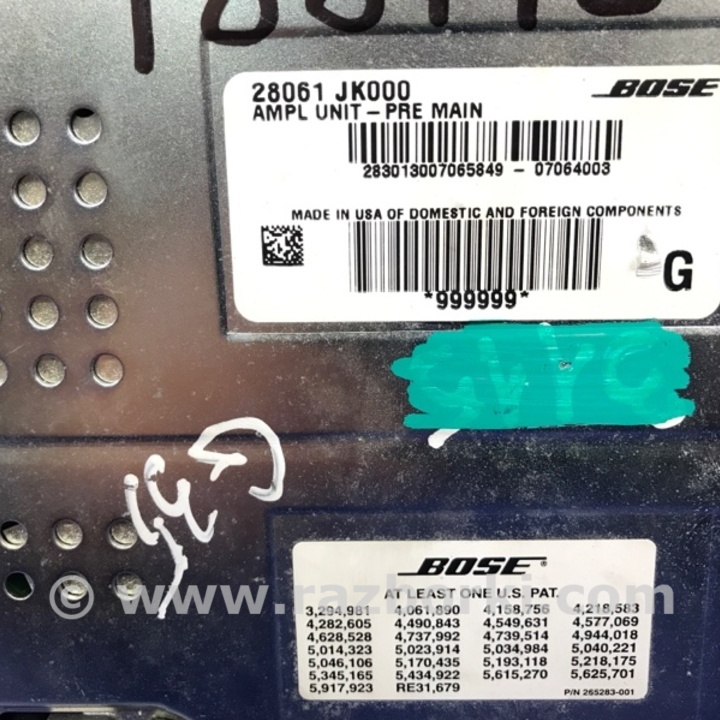 28061 JK000 BOSE
AMPL UNIT – PRE MAIN
283013007065849 - 07064003
MADE IN USA OF DOMESTIC AND FOREIGN COMPONENTS
*999999* G
BOSE®
AT LEAST ONE U.S. PAT.
3,294,981 4,061,890 4,158,756 4,218,583
4,282,605 4,490,843 4,549,631 4,577,069
4,628,528 4,737,992 4,739,514 4,944,018
5,014,323 5,023,914 5,034,984 5,040,221
5,046,106 5,170,435 5,193,118 5,218,175
5,345,165 5,434,922 5,615,270 5,625,701
5,917,923 RE31,679
P/N 265283-001
© www.razborki.com